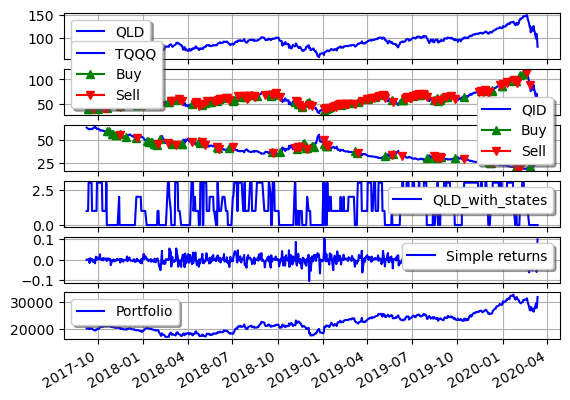 150
100
QLD
100
50
TQQQ
Buy
Sell
50
25
QID
Buy
Sell
2.5
0.0
QLD_with_states
0.1
0.0
−0.1
Simple returns
30000
20000
Portfolio
2017-10
2018-01
2018-04
2018-07
2018-10
2019-01
2019-04
2019-07
2019-10
2020-01
2020-04